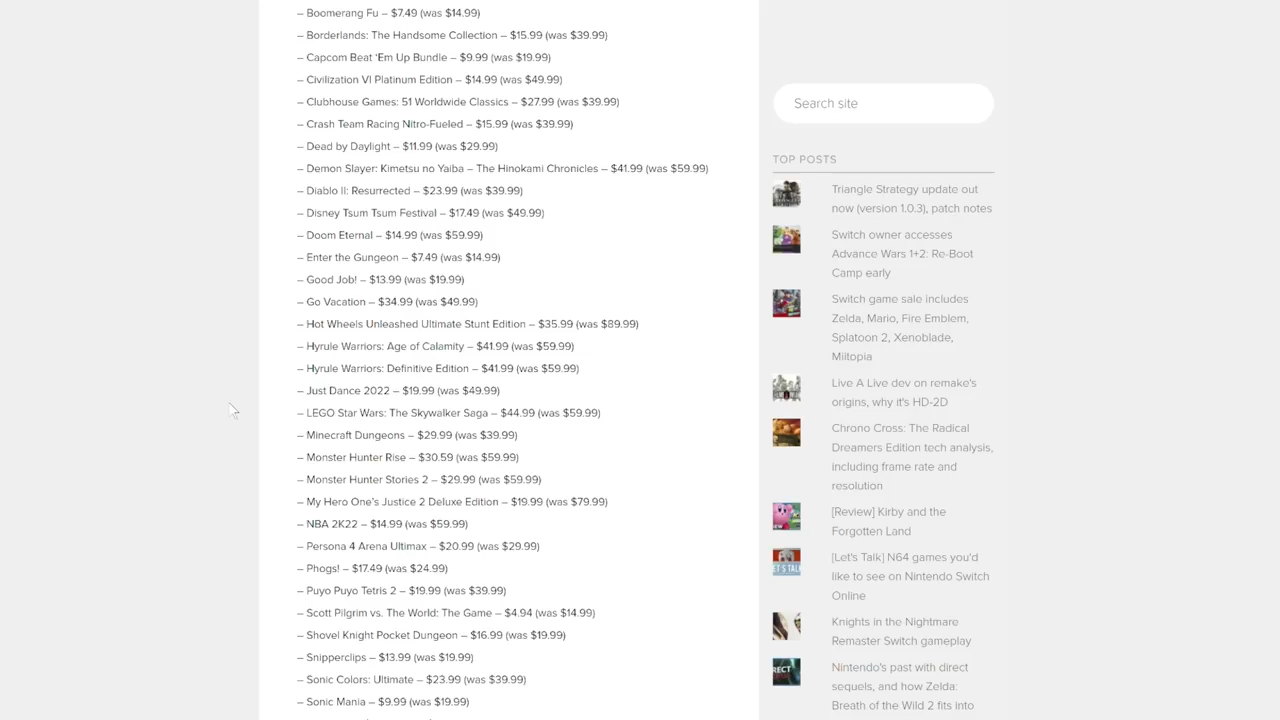 – Boomerang Fu – $7.49 (was $14.99)
– Borderlands: The Handsome Collection – $15.99 (was $39.99)
– Capcom Beat ‘Em Up Bundle – $9.99 (was $19.99)
– Civilization VI Platinum Edition – $14.99 (was $49.99)
– Clubhouse Games: 51 Worldwide Classics – $27.99 (was $39.99)
– Crash Team Racing Nitro-Fueled – $15.99 (was $39.99)
– Dead by Daylight – $11.99 (was $29.99)
– Demon Slayer: Kimetsu no Yaiba – The Hinokami Chronicles – $41.99 (was $59.99)
– Diablo II: Resurrected – $23.99 (was $39.99)
– Disney Tsum Tsum Festival – $17.49 (was $49.99)
– Doom Eternal – $14.99 (was $59.99)
– Enter the Gungeon – $7.49 (was $14.99)
– Good Job! – $13.99 (was $19.99)
– Go Vacation – $34.99 (was $49.99)
– Hot Wheels Unleashed Ultimate Stunt Edition – $35.99 (was $89.99)
– Hyrule Warriors: Age of Calamity – $41.99 (was $59.99)
– Hyrule Warriors: Definitive Edition – $41.99 (was $59.99)
– Just Dance 2022 – $19.99 (was $49.99)
– LEGO Star Wars: The Skywalker Saga – $44.99 (was $59.99)
– Minecraft Dungeons – $29.99 (was $39.99)
– Monster Hunter Rise – $30.59 (was $59.99)
– Monster Hunter Stories 2 – $29.99 (was $59.99)
– My Hero One’s Justice 2 Deluxe Edition – $19.99 (was $79.99)
– NBA 2K22 – $14.99 (was $59.99)
– Persona 4 Arena Ultimax – $20.99 (was $29.99)
– Phogs! – $17.49 (was $24.99)
– Puyo Puyo Tetris 2 – $19.99 (was $39.99)
– Scott Pilgrim vs. The World: The Game – $4.94 (was $14.99)
– Shovel Knight Pocket Dungeon – $16.99 (was $19.99)
– Snipperclips – $13.99 (was $19.99)
– Sonic Colors: Ultimate – $23.99 (was $39.99)
– Sonic Mania – $9.99 (was $19.99)
Search site
TOP POSTS
Triangle Strategy update out
now (version 1.0.3), patch notes
Switch owner accesses
Advance Wars 1+2: Re-Boot
Camp early
Switch game sale includes
Zelda, Mario, Fire Emblem,
Splatoon 2, Xenoblade,
Miitopia
Live A Live dev on remake's
origins, why it's HD-2D
Chrono Cross: The Radical
Dreamers Edition tech analysis,
including frame rate and
resolution
[Review] Kirby and the
Forgotten Land
[Let's Talk] N64 games you'd
like to see on Nintendo Switch
Online
Knights in the Nightmare
Remaster Switch gameplay
Nintendo's past with direct
sequels, and how Zelda:
Breath of the Wild 2 fits into